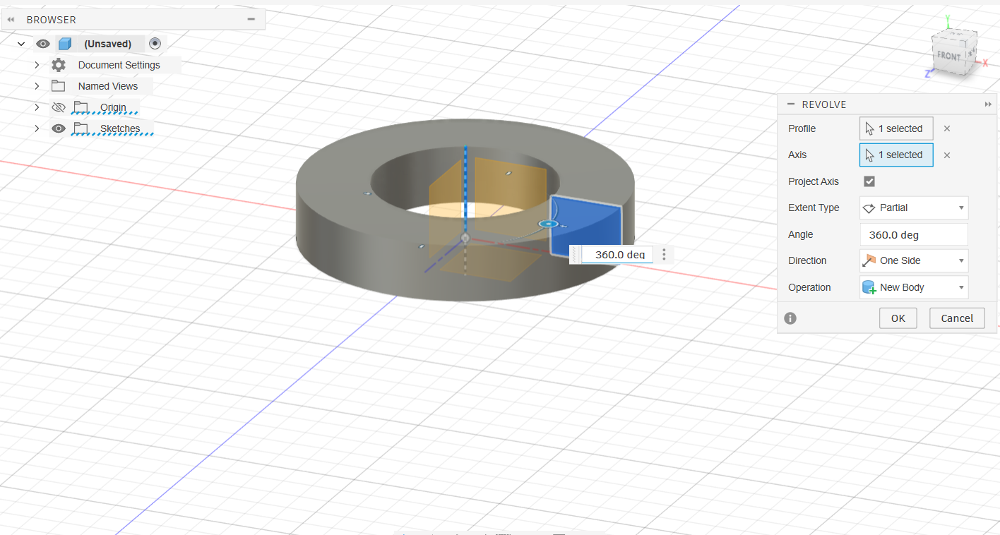 BROWSER
(Unsaved)
Document Settings
Named Views
Origin
Sketches
Y
FRONT
X
Z
REVOLVE
Profile 1 selected
Axis 1 selected
Project Axis
Extent Type Partial
Angle 360.0 deg
Direction One Side
Operation New Body
OK Cancel
360.0 deg